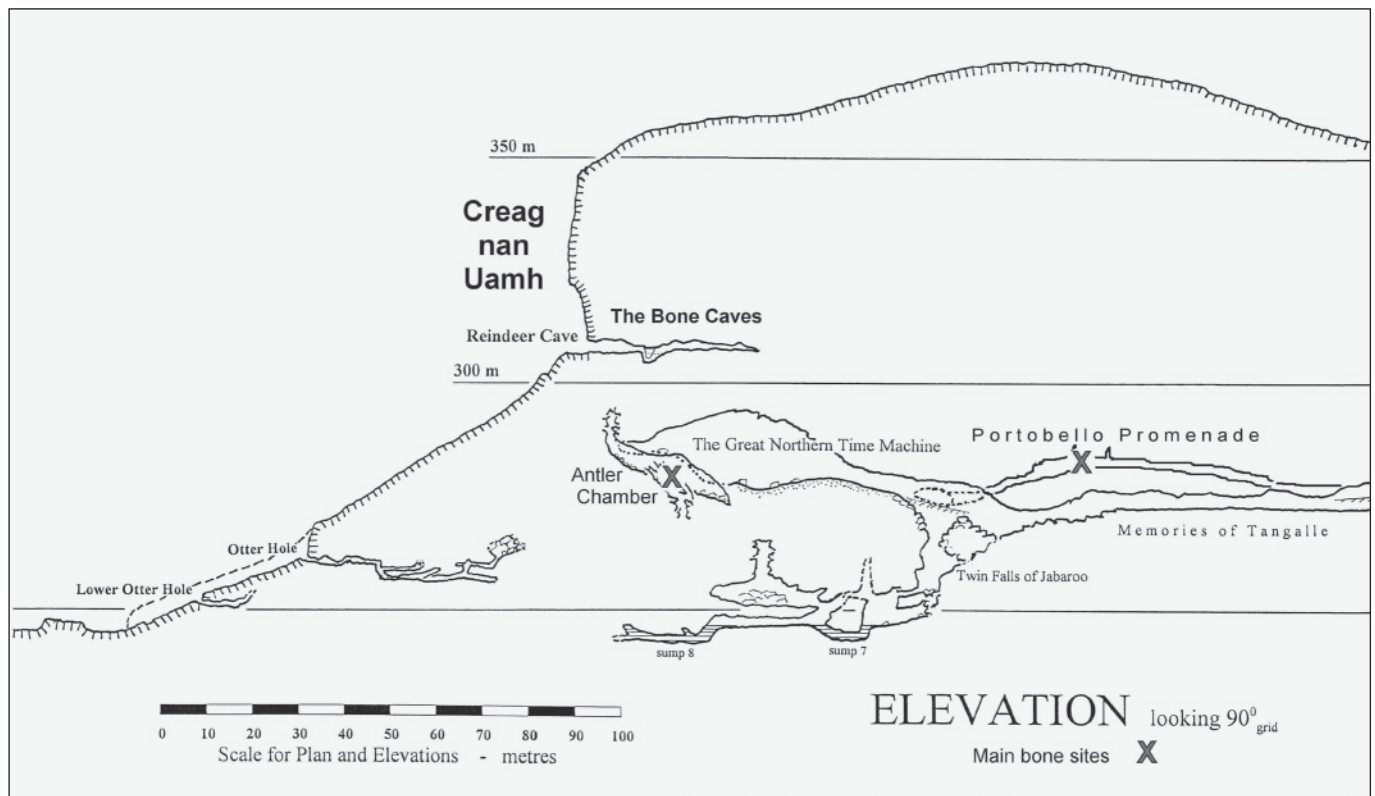 350 m
Creag
nan
Uamh
The Bone Caves
Reindeer Cave
300 m
The Great Northern Time Machine
Portobello Promenade
X
Antler
Chamber
X
Memories of Tangalle
Otter Hole
Twin Falls of Jabaroo
Lower Otter Hole
sump 8
sump 7
0 10 20 30 40 50 60 70 80 90 100
Scale for Plan and Elevations - metres
ELEVATION looking 90⁰grid
Main bone sites X